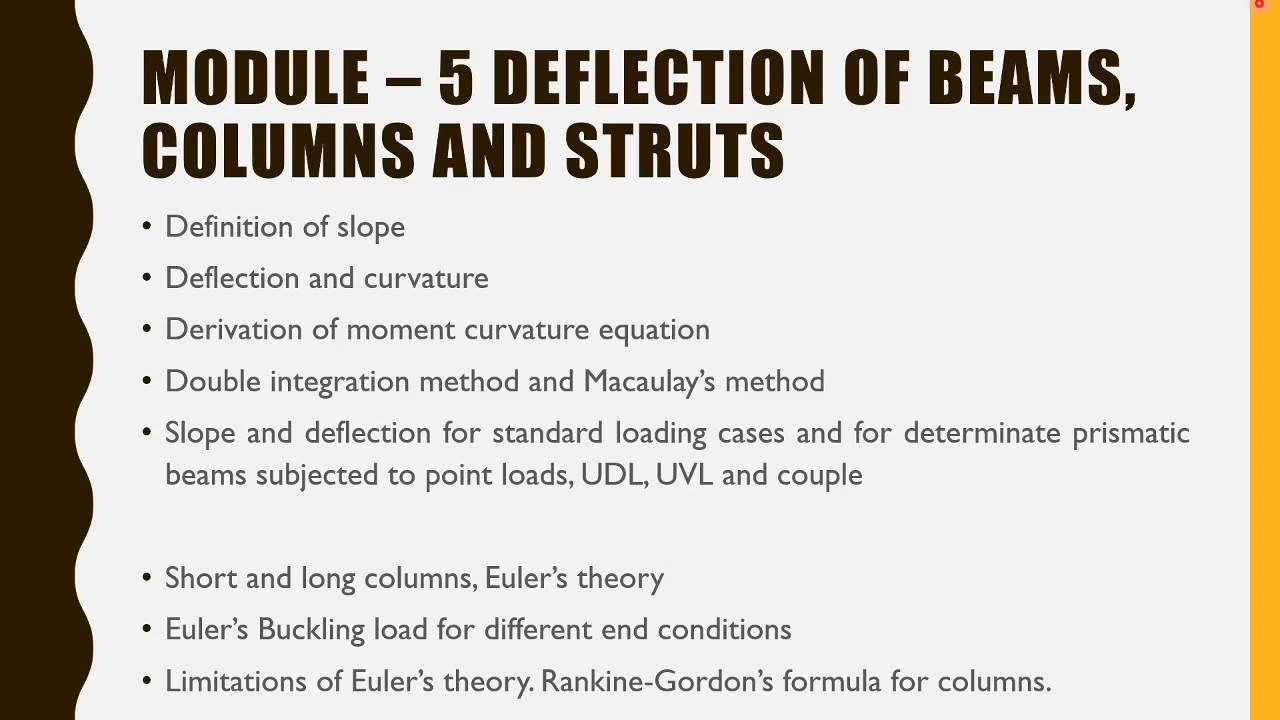 MODULE – 5 DEFLECTION OF BEAMS,
COLUMNS AND STRUTS
• Definition of slope
• Deflection and curvature
• Derivation of moment curvature equation
• Double integration method and Macaulay’s method
• Slope and deflection for standard loading cases and for determinate prismatic
beams subjected to point loads, UDL, UVL and couple
• Short and long columns, Euler’s theory
• Euler’s Buckling load for different end conditions
• Limitations of Euler’s theory. Rankine-Gordon’s formula for columns.